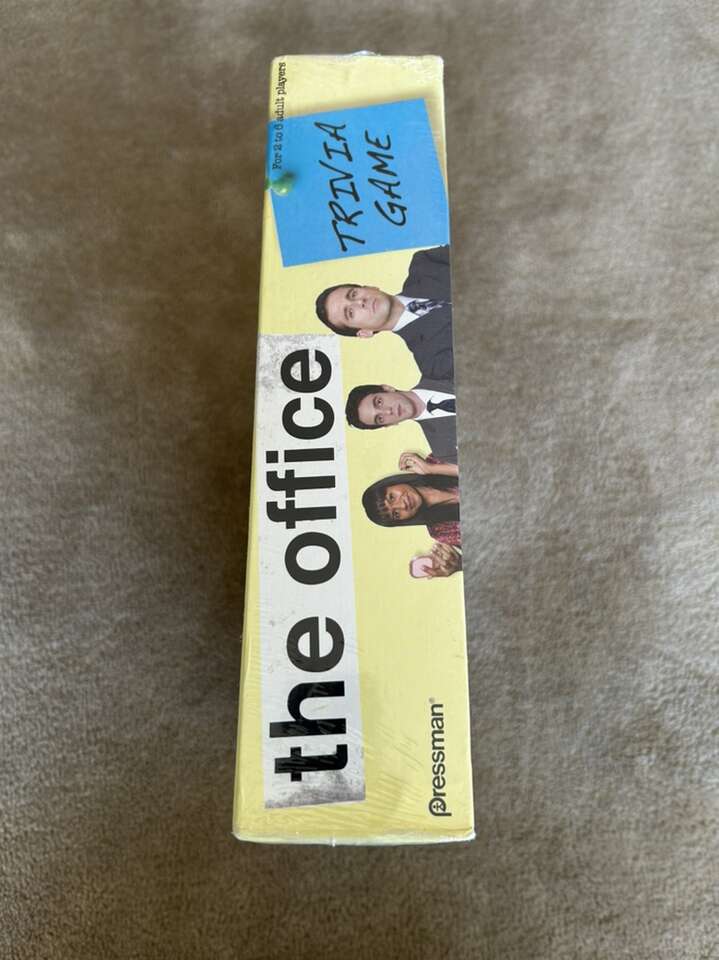 the office
TRIVIA
GAME
For 2 to 6 adult players
pressman®